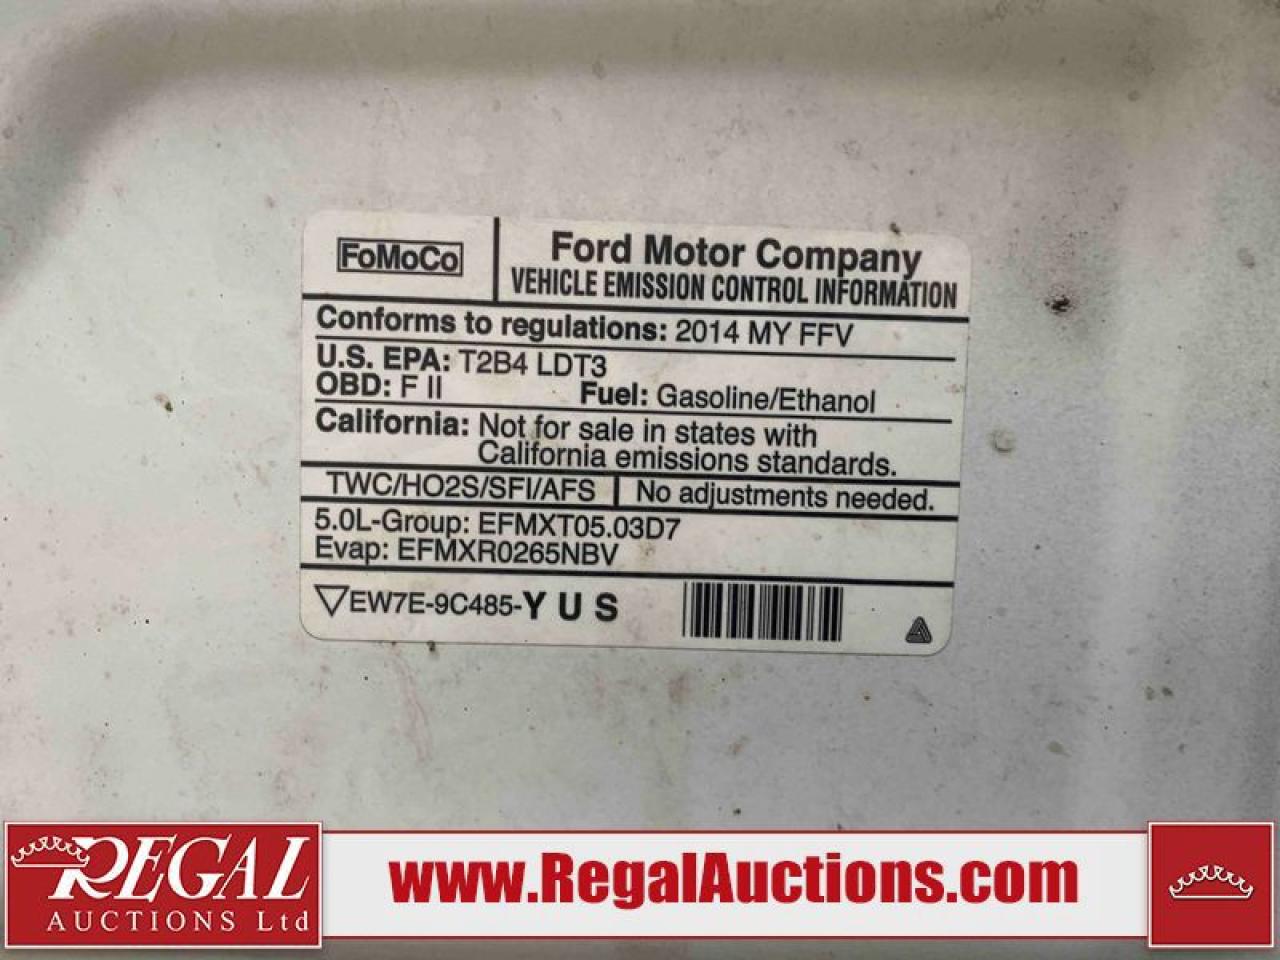 FoMoCo
Ford Motor Company
VEHICLE EMISSION CONTROL INFORMATION
Conforms to regulations: 2014 MY FFV
U.S. EPA: T2B4 LDT3
OBD: F II Fuel: Gasoline/Ethanol
California: Not for sale in states with
California emissions standards.
TWC/HO2S/SFI/AFS No adjustments needed.
5.0L-Group: EFMXT05.03D7
Evap: EFMXR0265NBV
EW7E-9C485-Y U S
REGAL
AUCTIONS Ltd
www.RegalAuctions.com